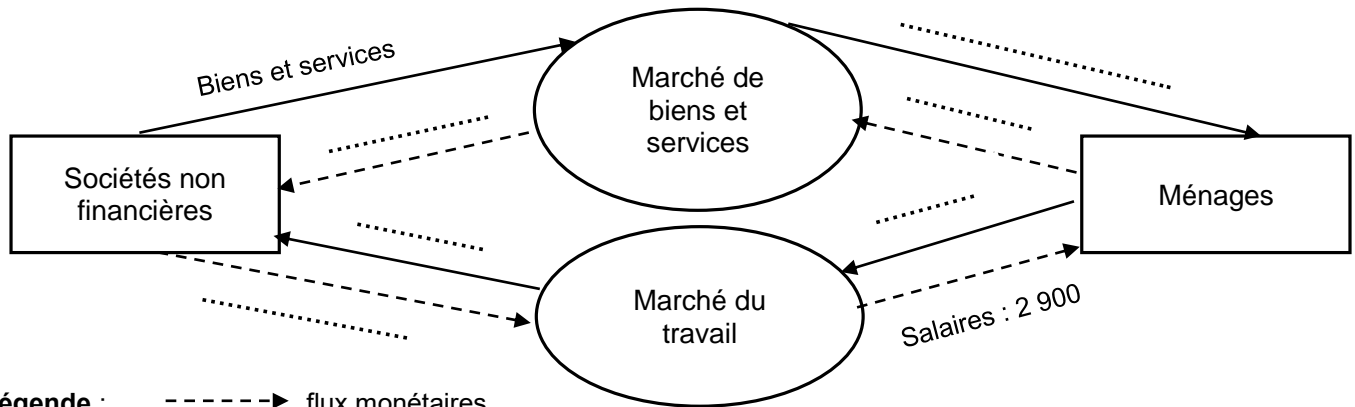 Biens et services
Marché de
biens et
services
Sociétés non
financières
Ménages
Marché du
travail
Salaires : 2 900
égende :
flux monétaires